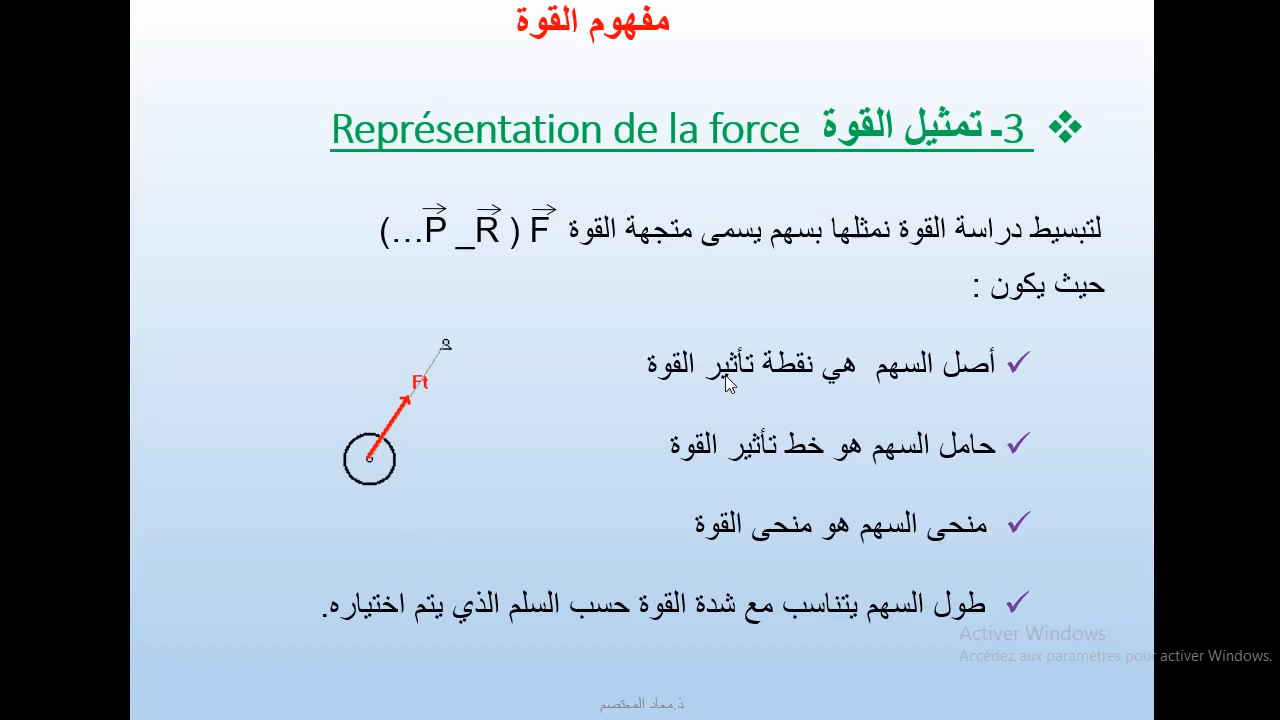 مفهوم القوة
❖ 3- تمثيل القوة Représentation de la force
لتبسيط دراسة القوة نمثلها بسهم يسمى متجهة القوة F ( R_ P...)
حيث يكون :
✓ أصل السهم هي نقطة تأثير القوة
Ft
✓ حامل السهم هو خط تأثير القوة
✓ منحى السهم هو منحى القوة
✓ طول السهم يتناسب مع شدة القوة حسب السلم الذي يتم اختياره.
Activer Windows
Accédez aux paramètres pour activer Windows.
ذ.معاد المعتصم